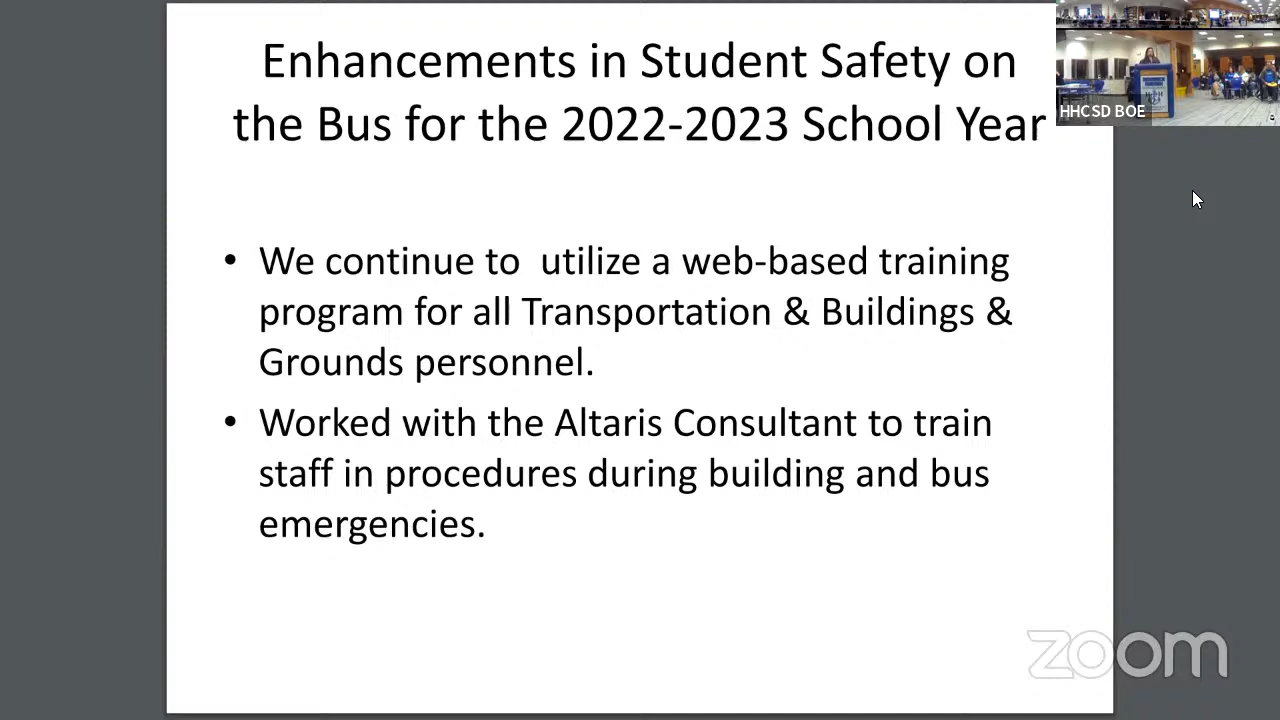 Enhancements in Student Safety on
the Bus for the 2022-2023 School Year
HHCSD BOE
• We continue to  utilize a web-based training
program for all Transportation & Buildings &
Grounds personnel.
• Worked with the Altaris Consultant to train
staff in procedures during building and bus
emergencies.
zoom